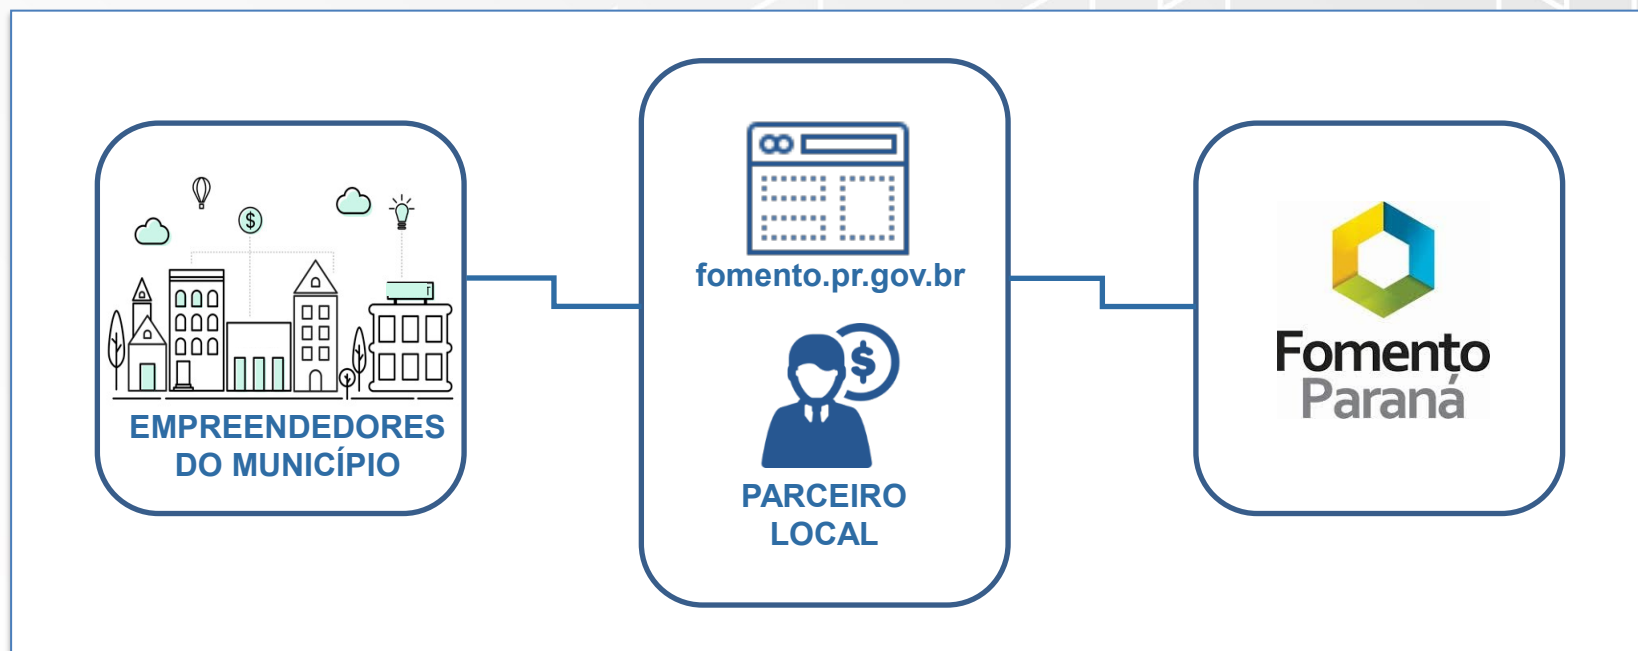 EMPREENDEDORES
DO MUNICÍPIO
fomento.pr.gov.br
PARCEIRO
LOCAL
Fomento
Paraná